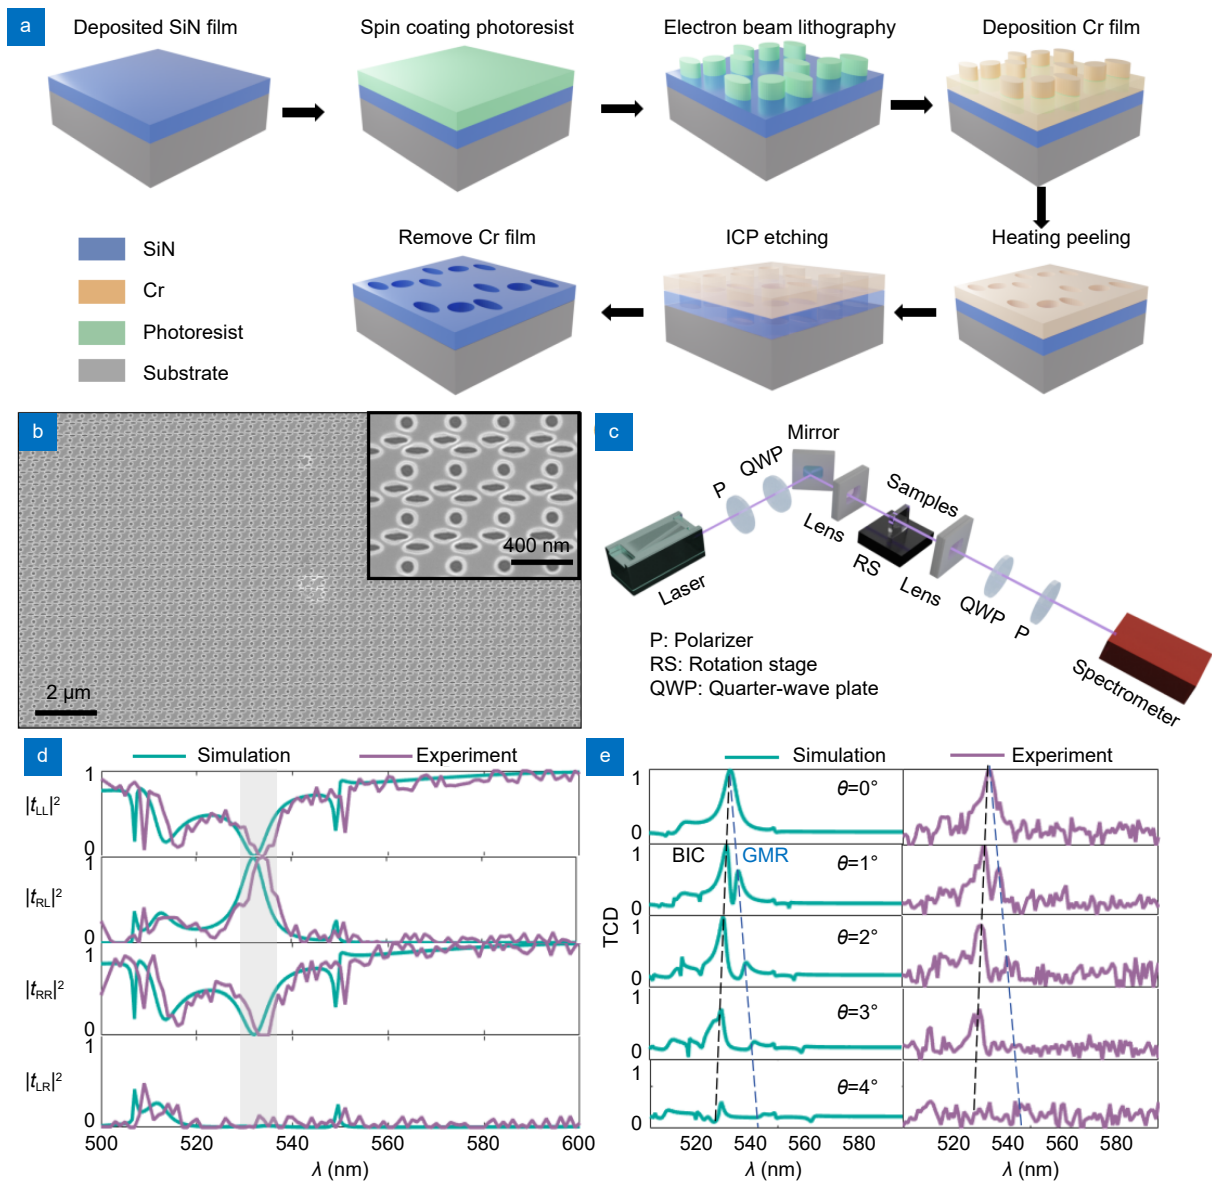 a
Deposited SiN film
Spin coating photoresist
Electron beam lithography
Deposition Cr film
Remove Cr film
ICP etching
Heating peeling
SiN
Cr
Photoresist
Substrate
b
400 nm
2 μm
c
Laser
P
QWP
Mirror
Lens
RS
Samples
Lens
QWP
P
Spectrometer
P: Polarizer
RS: Rotation stage
QWP: Quarter-wave plate
d
Simulation
Experiment
|tLL|²
1
0
|tRL|²
1
0
|tRR|²
1
0
|tLR|²
1
0
500 520 540 560 580 600
λ (nm)
e
Simulation
Experiment
TCD
1
0
θ=0°
1
0
BIC
GMR
θ=1°
1
0
θ=2°
1
0
θ=3°
1
0
θ=4°
520 540 560 580
520 540 560 580
λ (nm)
λ (nm)